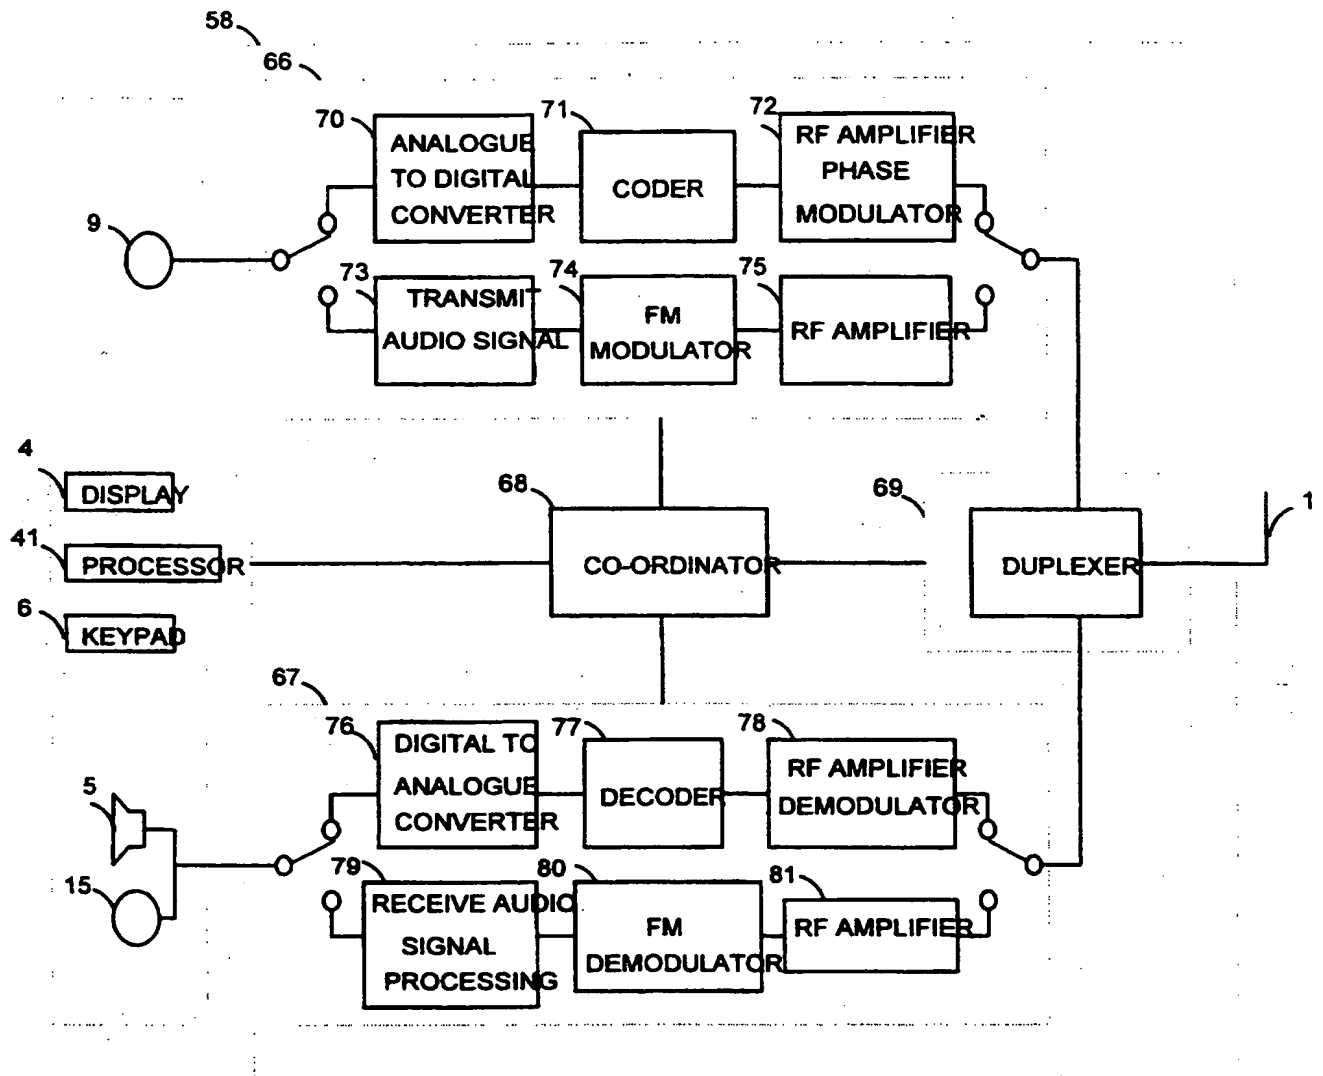 58
66
70
71
72
ANALOGUE
TO DIGITAL
CONVERTER
CODER
RF AMPLIFIER
PHASE
MODULATOR
9
73
74
75
TRANSMIT
AUDIO SIGNAL
FM
MODULATOR
RF AMPLIFIER
4
DISPLAY
41
PROCESSOR
6
KEYPAD
68
CO-ORDINATOR
69
DUPLEXER
1
67
76
77
78
DIGITAL TO
ANALOGUE
CONVERTER
DECODER
RF AMPLIFIER
DEMODULATOR
5
15
79
80
81
RECEIVE AUDIO
SIGNAL
PROCESSING
FM
DEMODULATOR
RF AMPLIFIER